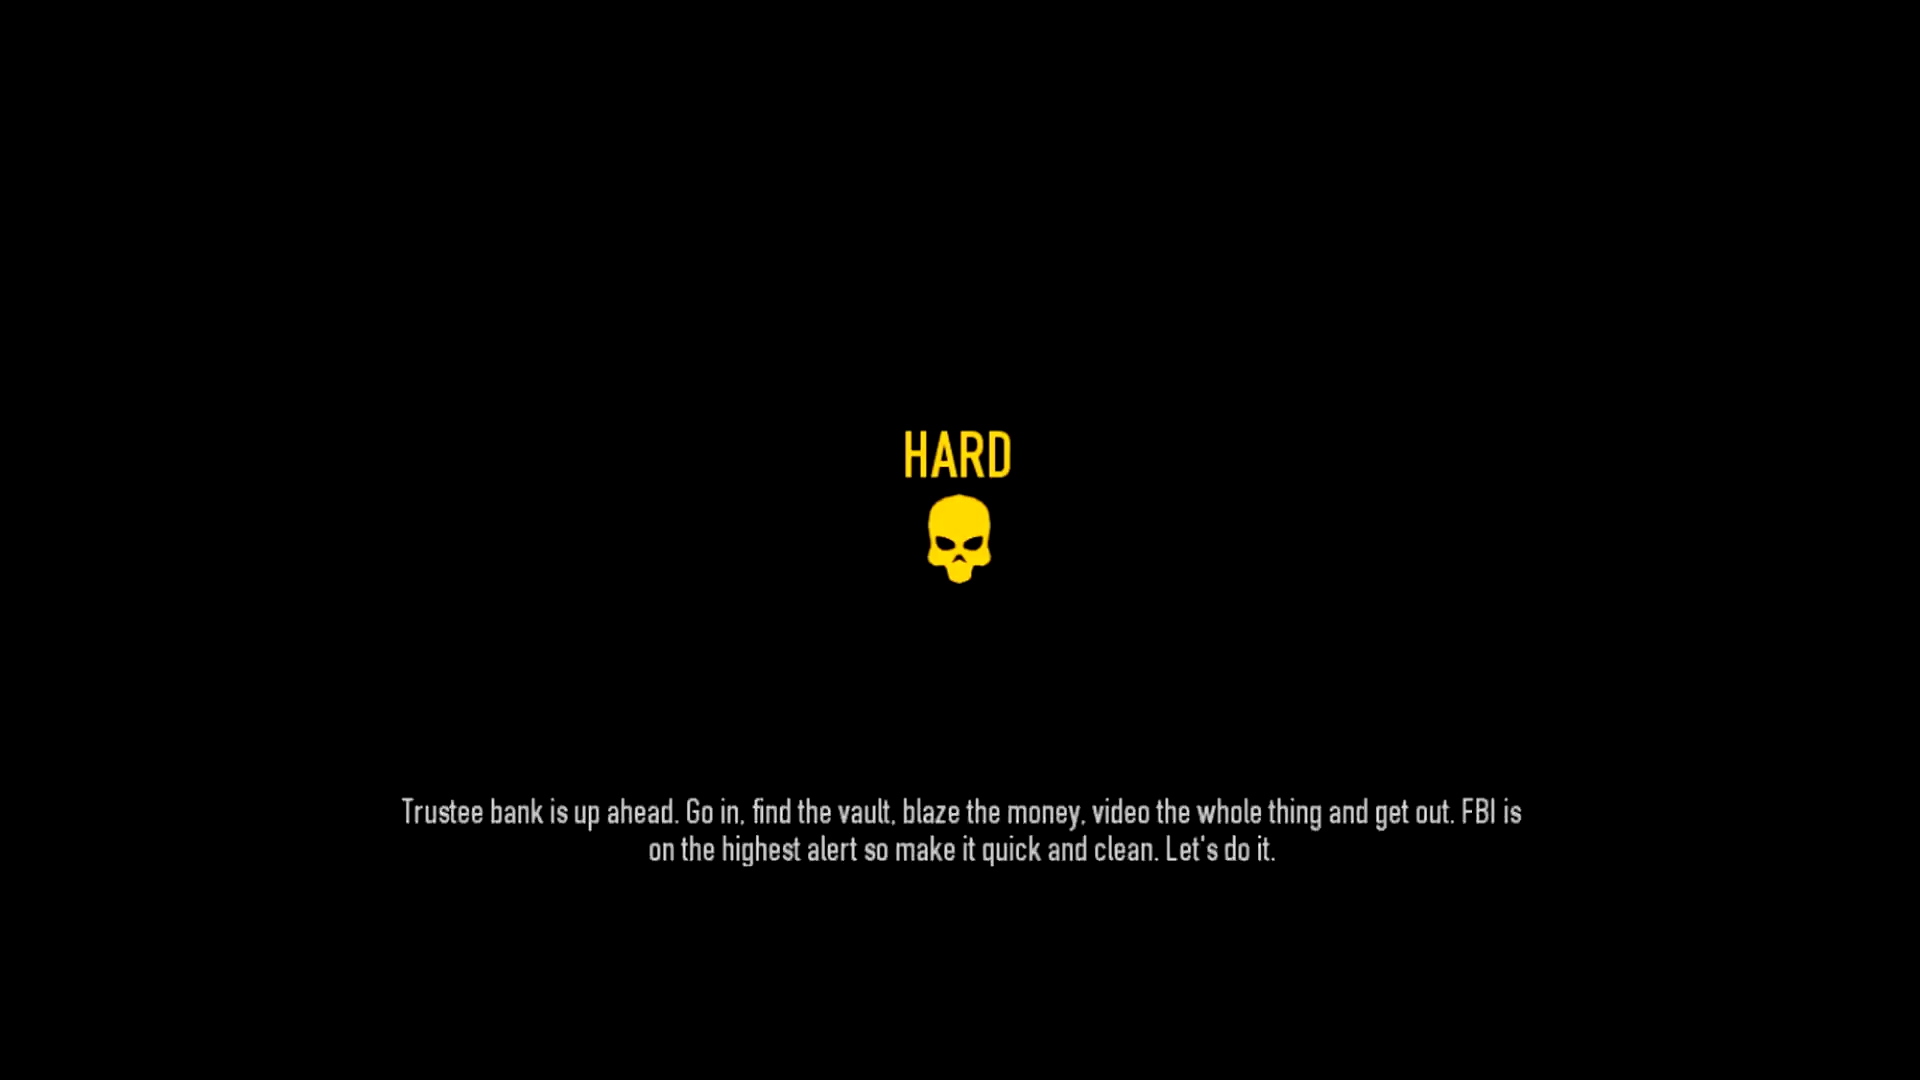 HARD
Trustee bank is up ahead. Go in, find the vault, blaze the money, video the whole thing and get out. FBI is
on the highest alert so make it quick and clean. Let's do it.